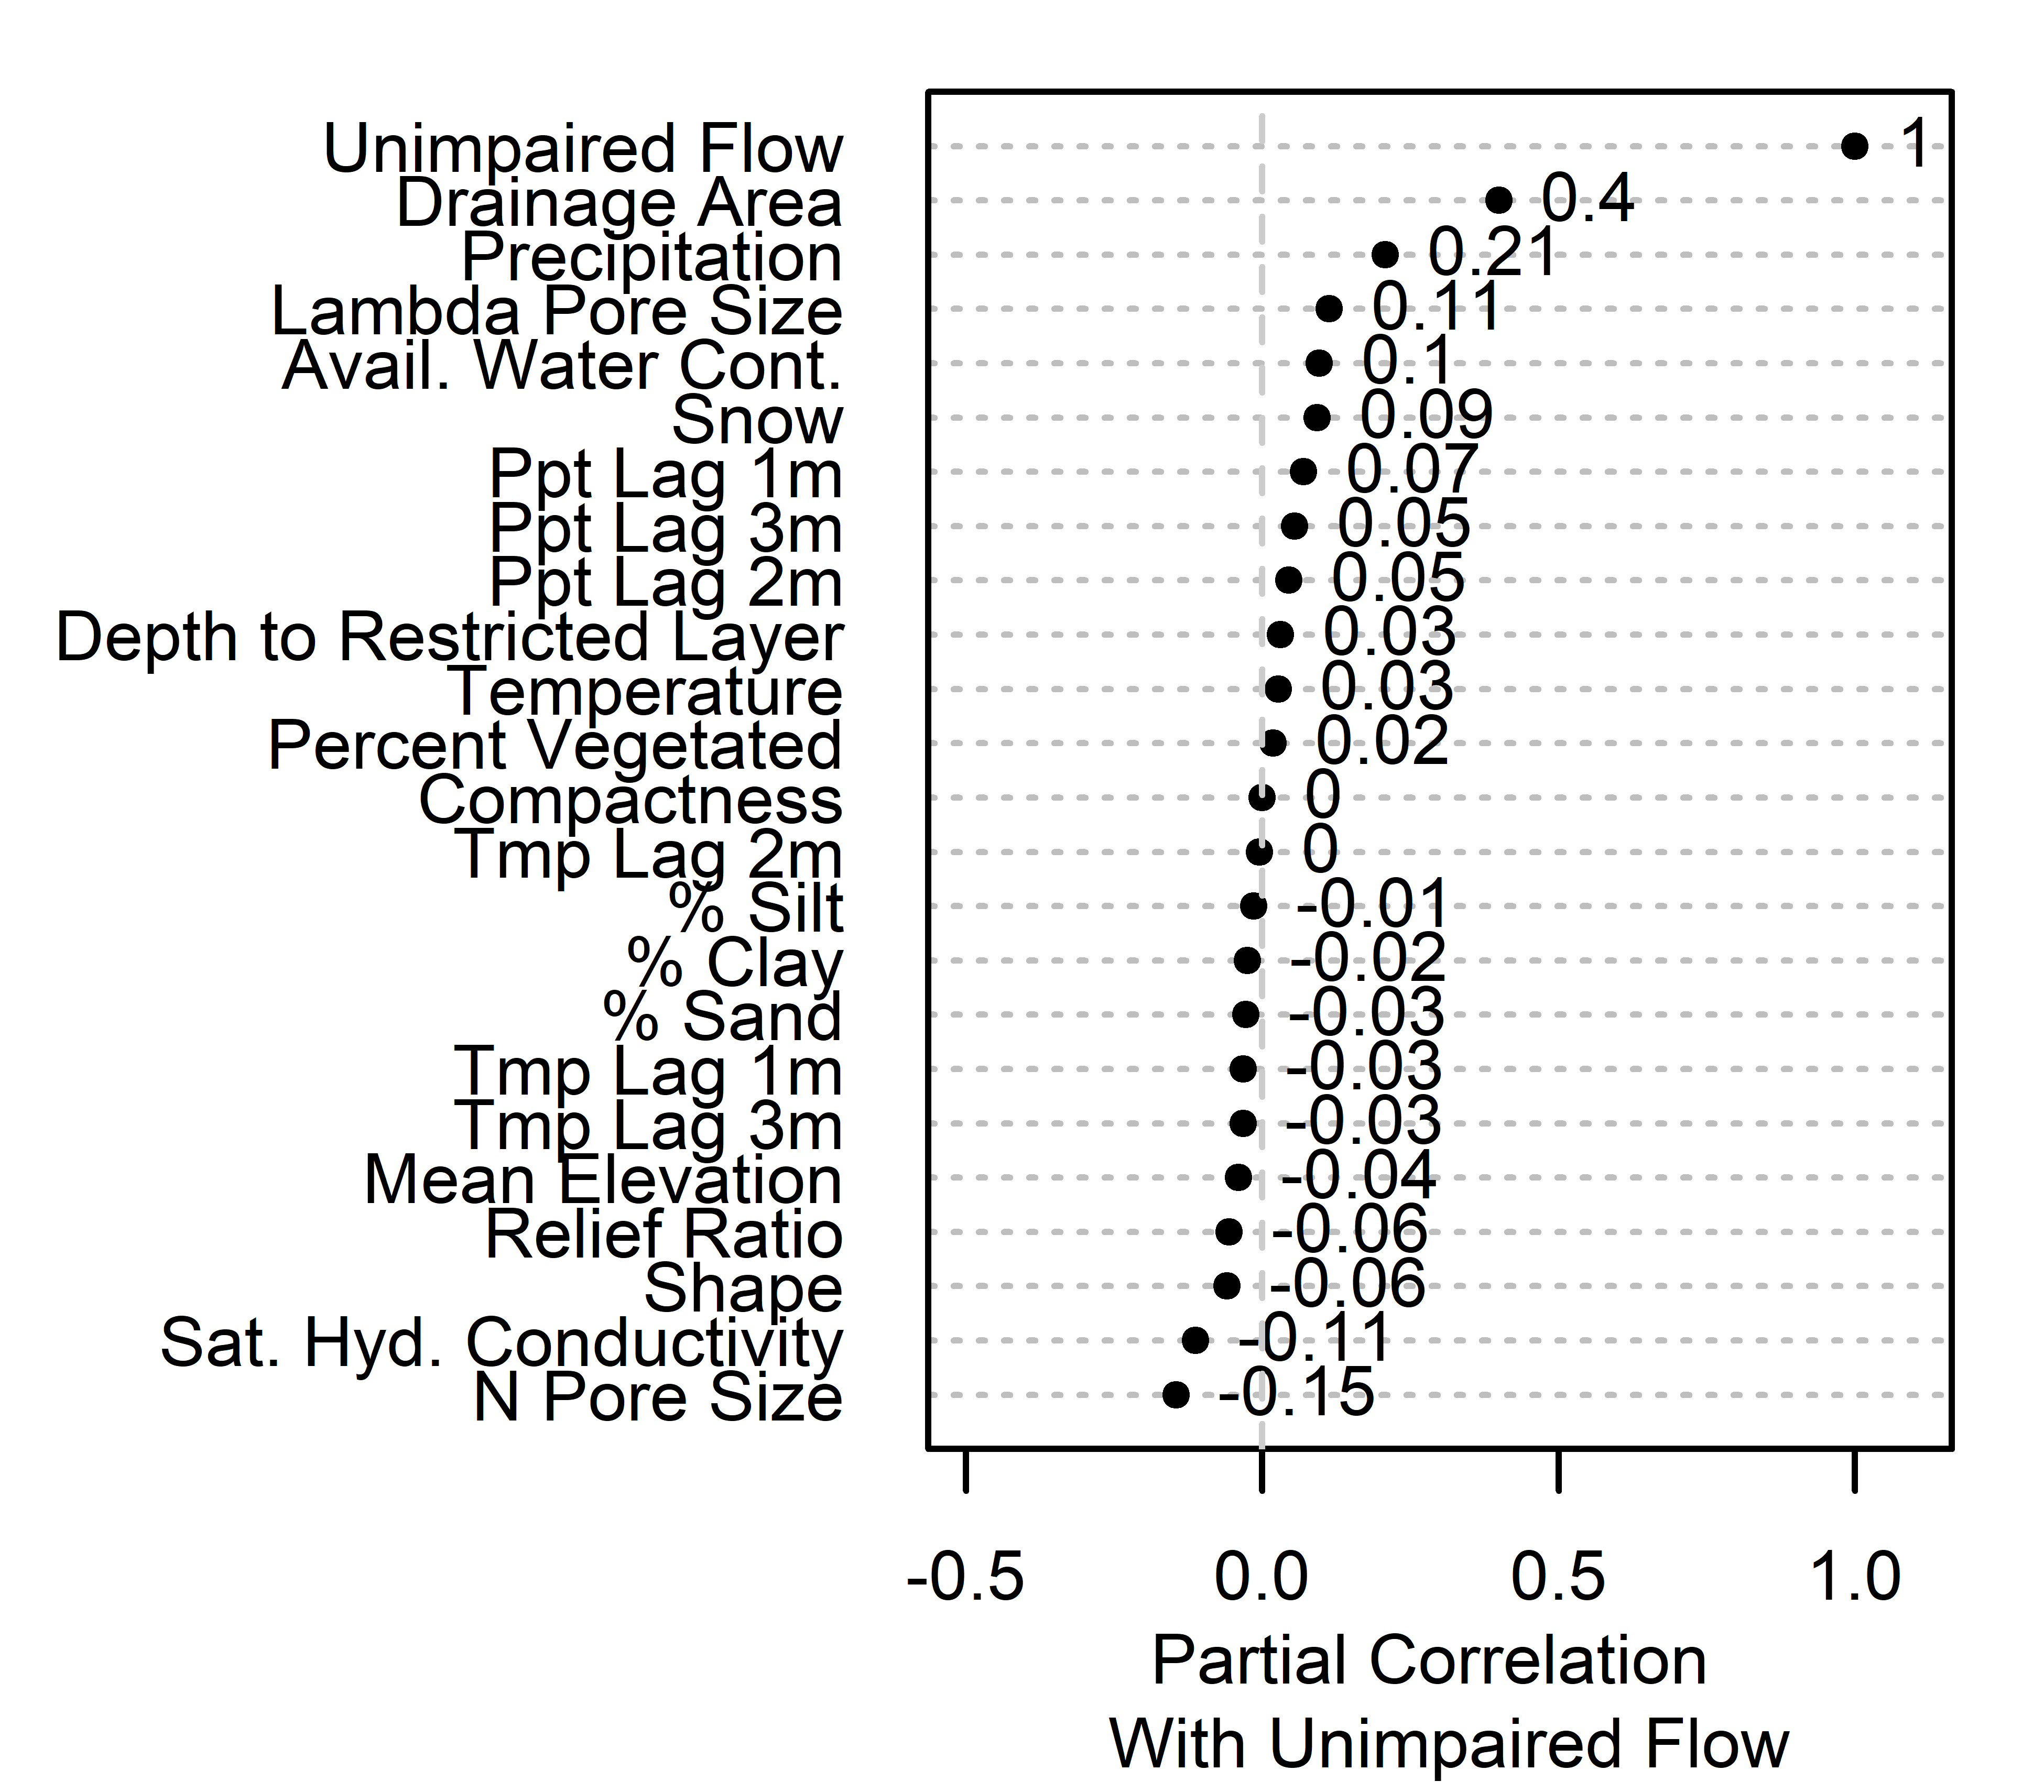 Unimpaired Flow 1
Drainage Area 0.4
Precipitation 0.21
Lambda Pore Size 0.11
Avail. Water Cont. 0.1
Snow 0.09
Ppt Lag 1m 0.07
Ppt Lag 3m 0.05
Ppt Lag 2m 0.05
Depth to Restricted Layer 0.03
Temperature 0.03
Percent Vegetated 0.02
Compactness 0
Tmp Lag 2m 0
% Silt -0.01
% Clay -0.02
% Sand -0.03
Tmp Lag 1m -0.03
Tmp Lag 3m -0.03
Mean Elevation -0.04
Relief Ratio -0.06
Shape -0.06
Sat. Hyd. Conductivity -0.11
N Pore Size -0.15
-0.5 0.0 0.5 1.0
Partial Correlation
With Unimpaired Flow